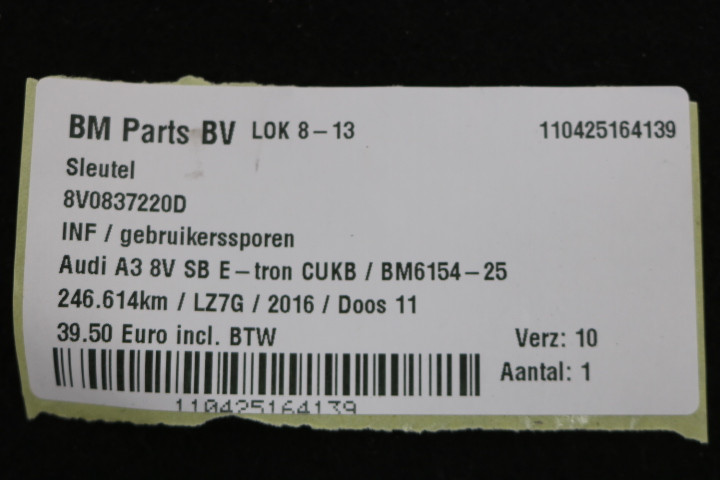 BM Parts BV LOK 8-13 110425164139
Sleutel
8V0837220D
INF / gebruikerssporen
Audi A3 8V SB E-tron CUKB / BM6154-25
246.614km / LZ7G / 2016 / Doos 11
39.50 Euro incl. BTW Verz: 10
Aantal: 1
110425164139